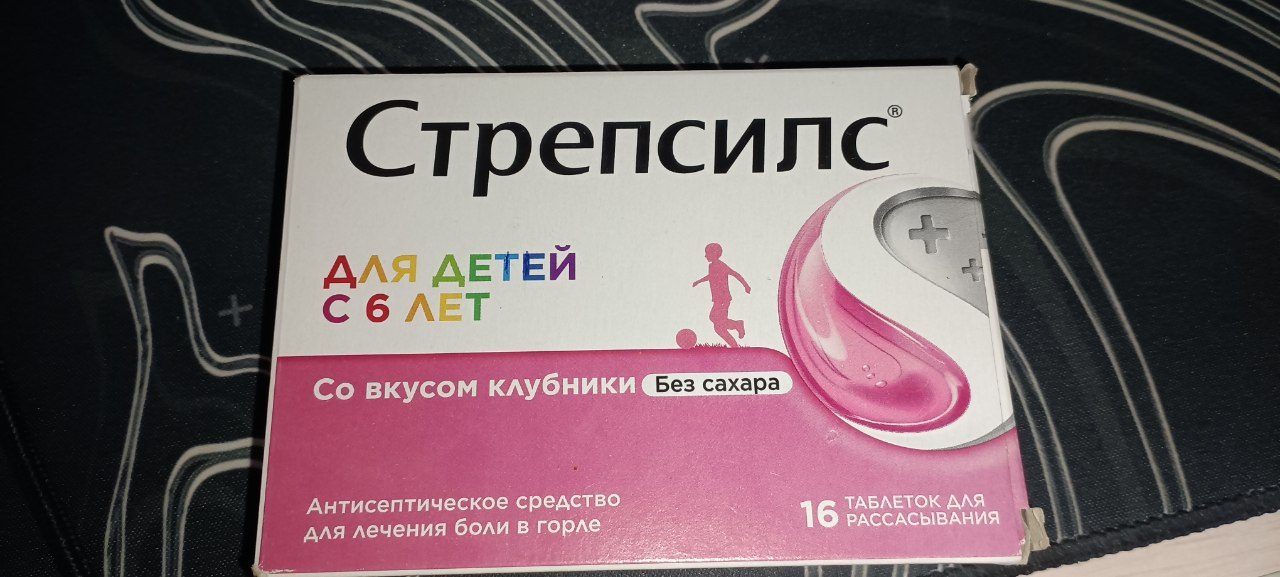 Стрепсилс®
ДЛЯ ДЕТЕЙ
С 6 ЛЕТ
Со вкусом клубники Без сахара
Антисептическое средство
для лечения боли в горле
16 ТАБЛЕТОК ДЛЯ
РАССАСЫВАНИЯ